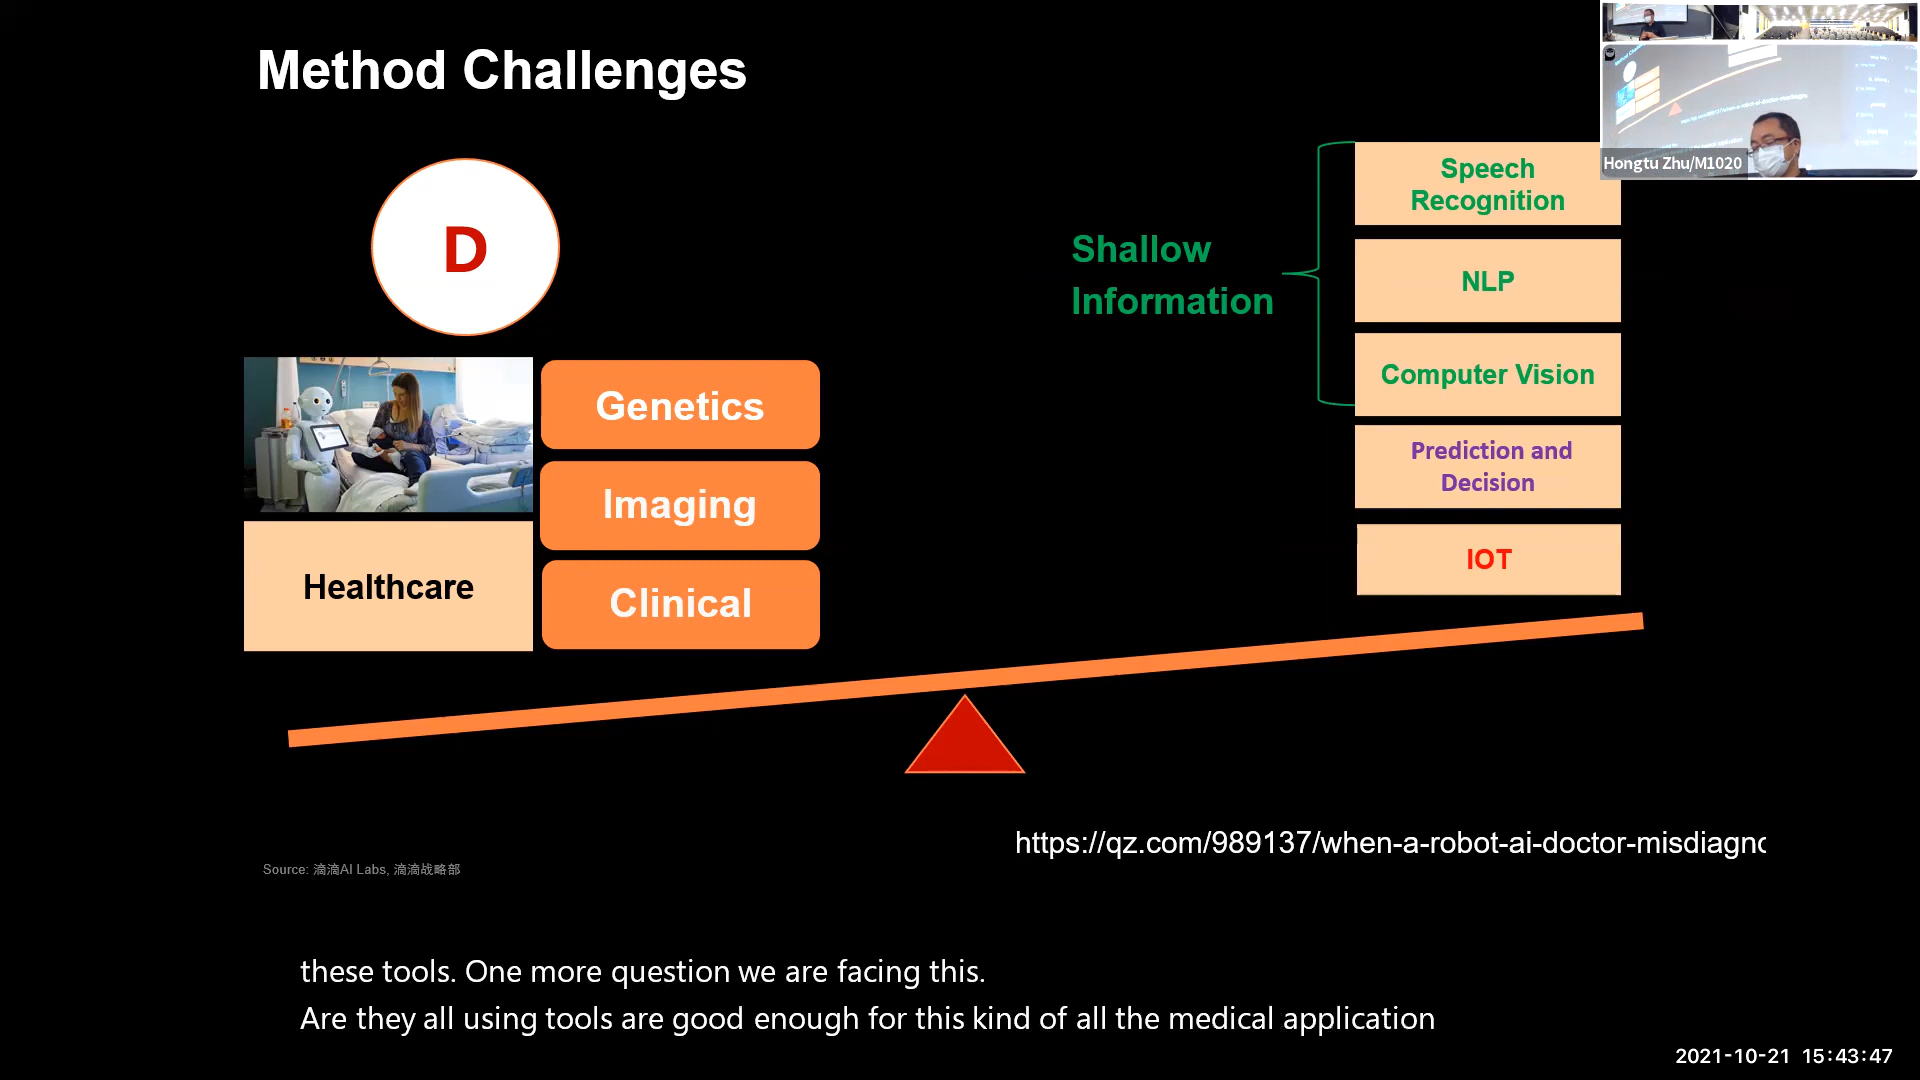 Method Challenges
D
Genetics
Imaging
Clinical
Healthcare
Shallow
Information
Speech
Recognition
NLP
Computer Vision
Prediction and
Decision
IOT
Hongtu Zhu/M1020
https://qz.com/989137/when-a-robot-ai-doctor-misdiagno
Source: 滴滴AI Labs, 滴滴战略部
these tools. One more question we are facing this.
Are they all using tools are good enough for this kind of all the medical application
2021-10-21 15:43:47